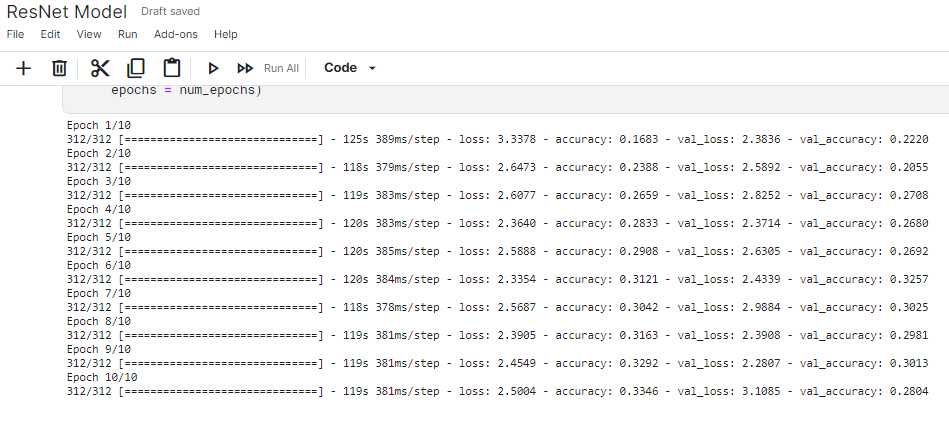 ResNet Model Draft saved
File Edit View Run Add-ons Help
Run All Code
epochs = num_epochs)
Epoch 1/10
312/312 [==============================] - 125s 389ms/step - loss: 3.3378 - accuracy: 0.1683 - val_loss: 2.3836 - val_accuracy: 0.2220
Epoch 2/10
312/312 [==============================] - 118s 379ms/step - loss: 2.6473 - accuracy: 0.2388 - val_loss: 2.5892 - val_accuracy: 0.2055
Epoch 3/10
312/312 [==============================] - 119s 383ms/step - loss: 2.6077 - accuracy: 0.2659 - val_loss: 2.8252 - val_accuracy: 0.2708
Epoch 4/10
312/312 [==============================] - 120s 383ms/step - loss: 2.3640 - accuracy: 0.2833 - val_loss: 2.3714 - val_accuracy: 0.2680
Epoch 5/10
312/312 [==============================] - 120s 385ms/step - loss: 2.5888 - accuracy: 0.2908 - val_loss: 2.6305 - val_accuracy: 0.2692
Epoch 6/10
312/312 [==============================] - 120s 384ms/step - loss: 2.3354 - accuracy: 0.3121 - val_loss: 2.4339 - val_accuracy: 0.3257
Epoch 7/10
312/312 [==============================] - 118s 378ms/step - loss: 2.5687 - accuracy: 0.3042 - val_loss: 2.9884 - val_accuracy: 0.3025
Epoch 8/10
312/312 [==============================] - 119s 381ms/step - loss: 2.3905 - accuracy: 0.3163 - val_loss: 2.3908 - val_accuracy: 0.2981
Epoch 9/10
312/312 [==============================] - 119s 381ms/step - loss: 2.4549 - accuracy: 0.3292 - val_loss: 2.2807 - val_accuracy: 0.3013
Epoch 10/10
312/312 [==============================] - 119s 381ms/step - loss: 2.5004 - accuracy: 0.3346 - val_loss: 3.1085 - val_accuracy: 0.2804